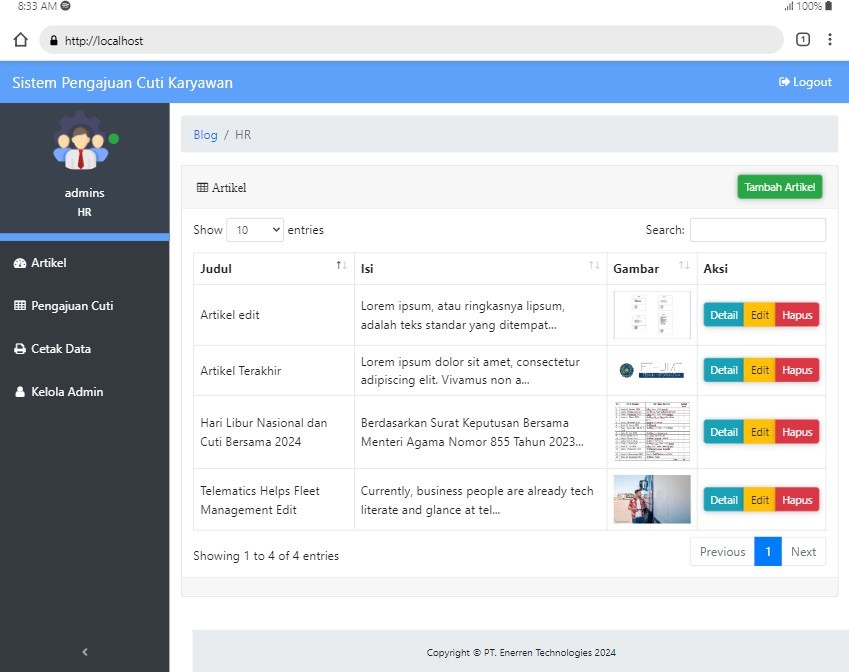 8:33 AM
100%
http://localhost
1
Sistem Pengajuan Cuti Karyawan
Logout
admins
HR
Artikel
Pengajuan Cuti
Cetak Data
Kelola Admin
Blog / HR
Artikel
Tambah Artikel
Show 10 entries
Search:
Judul Isi Gambar Aksi
Artikel edit
Lorem ipsum, atau ringkasnya lipsum,
adalah teks standar yang ditempat...
Detail Edit Hapus
Artikel Terakhir
Lorem ipsum dolor sit amet, consectetur
adipiscing elit. Vivamus non a...
Detail Edit Hapus
Hari Libur Nasional dan
Cuti Bersama 2024
Berdasarkan Surat Keputusan Bersama
Menteri Agama Nomor 855 Tahun 2023...
Detail Edit Hapus
Telematics Helps Fleet
Management Edit
Currently, business people are already tech
literate and glance at tel...
Detail Edit Hapus
Showing 1 to 4 of 4 entries
Previous 1 Next
Copyright © PT. Enerren Technologies 2024